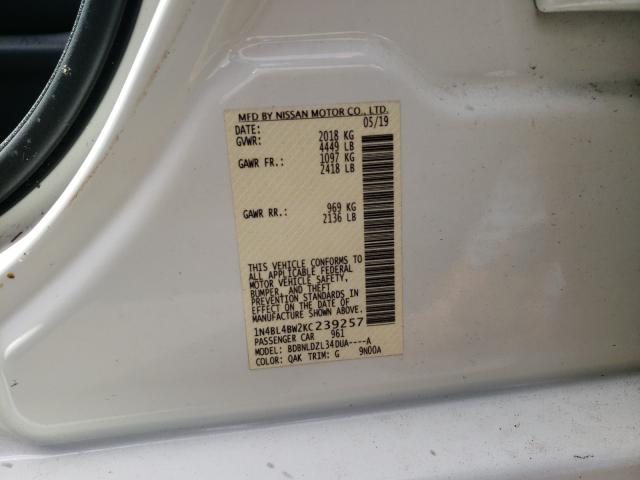 MFD BY NISSAN MOTOR CO., LTD.
DATE: 05/19
GVWR: 2018 KG
4449 LB
GAWR FR.: 1097 KG
2418 LB
GAWR RR.: 969 KG
2136 LB
THIS VEHICLE CONFORMS TO
ALL APPLICABLE FEDERAL
MOTOR VEHICLE SAFETY,
BUMPER, AND THEFT
PREVENTION STANDARDS IN
EFFECT ON THE DATE OF
MANUFACTURE SHOWN ABOVE.
1N4BL4BW2KC239257
PASSENGER CAR 961
MODEL: BDBNLDZL34DUA----A
COLOR: QAK TRIM: G 9N00A